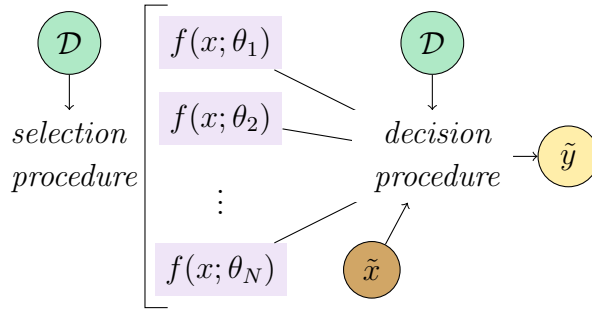 𝒟
selection
procedure
f(x; θ₁)
f(x; θ₂)
⋮
f(x; θ_N)
𝒟
decision
procedure
x̃
ỹ